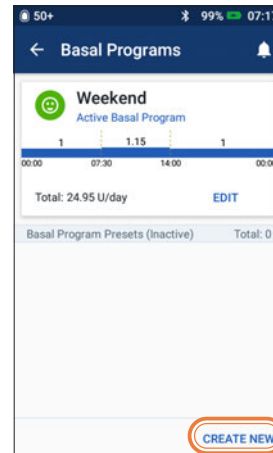 50+ 99% 07:1
Basal Programs
Weekend
Active Basal Program
1 1.15 1
00:00 07:30 14:00 00:00
Total: 24.95 U/day EDIT
Basal Program Presets (Inactive) Total: 0
CREATE NEW